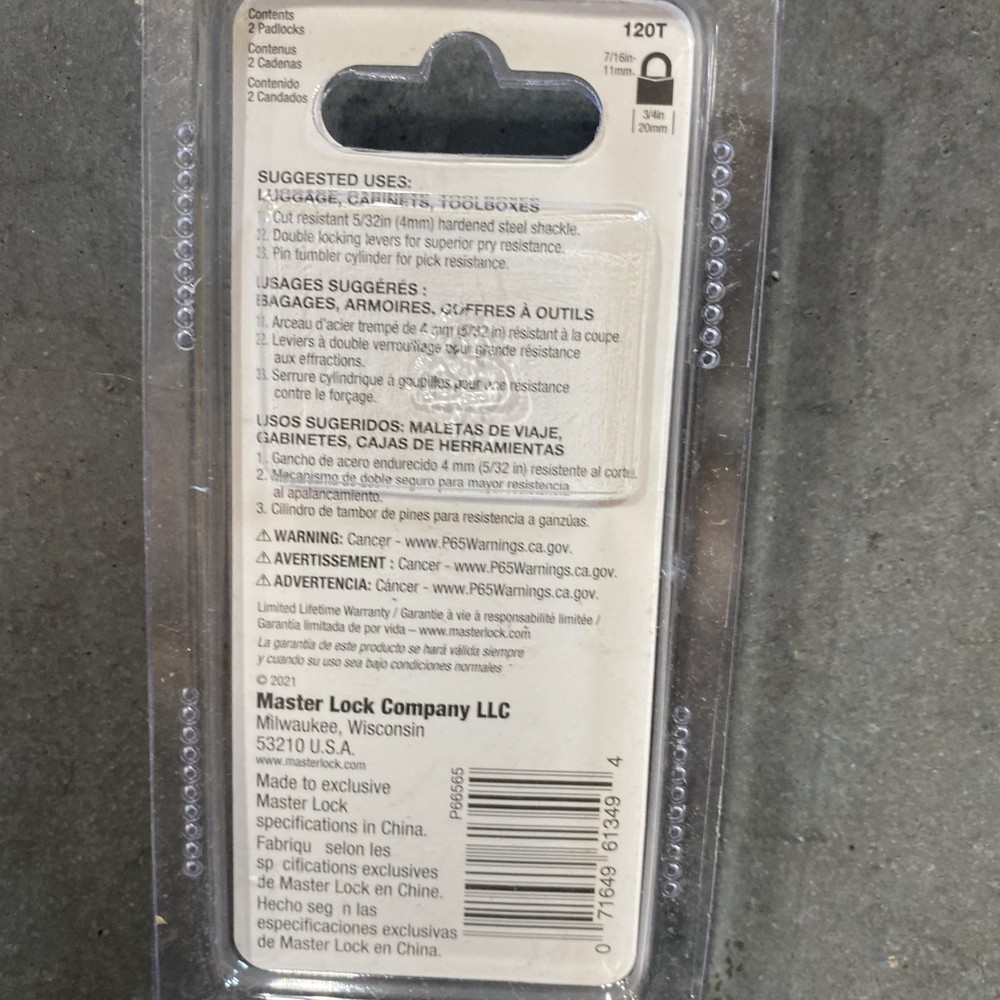 Contents
2 Padlocks
Contenus
2 Cadenas
Contenido
2 Candados
120T
7/16in
11mm
3/4in
20mm
SUGGESTED USES:
LUGGAGE, CABINETS, TOOLBOXES
1. Cut resistant 5/32in (4mm) hardened steel shackle.
2. Double locking levers for superior pry resistance.
3. Pin tumbler cylinder for pick resistance.
USAGES SUGGÉRÉS :
BAGAGES, ARMOIRES, COFFRES À OUTILS
1. Arceau d'acier trempé de 4 mm (5/32 in) résistant à la coupe
2. Leviers à double verrouillage pour grande résistance
aux effractions.
3. Serrure cylindrique à goupilles pour une résistance
contre le forçage.
USOS SUGERIDOS: MALETAS DE VIAJE,
GABINETES, CAJAS DE HERRAMIENTAS
1. Gancho de acero endurecido 4 mm (5/32 in) resistente al corte.
2. Mecanismo de doble seguro para mayor resistencia
al apalancamiento.
3. Cilindro de tambor de pines para resistencia a ganzúas.
⚠ WARNING: Cancer - www.P65Warnings.ca.gov.
⚠ AVERTISSEMENT : Cancer - www.P65Warnings.ca.gov.
⚠ ADVERTENCIA: Cáncer - www.P65Warnings.ca.gov.
Limited Lifetime Warranty / Garantie à vie à responsabilité limitée /
Garantía limitada de por vida – www.masterlock.com
La garantía de este producto se hará válida siempre
y cuando su uso sea bajo condiciones normales
© 2021
Master Lock Company LLC
Milwaukee, Wisconsin
53210 U.S.A.
www.masterlock.com
Made to exclusive
Master Lock
specifications in China.
Fabriqu selon les
sp cifications exclusives
de Master Lock en Chine.
Hecho seg n las
especificaciones exclusivas
de Master Lock en China.
P66565
0 71649 61349 4